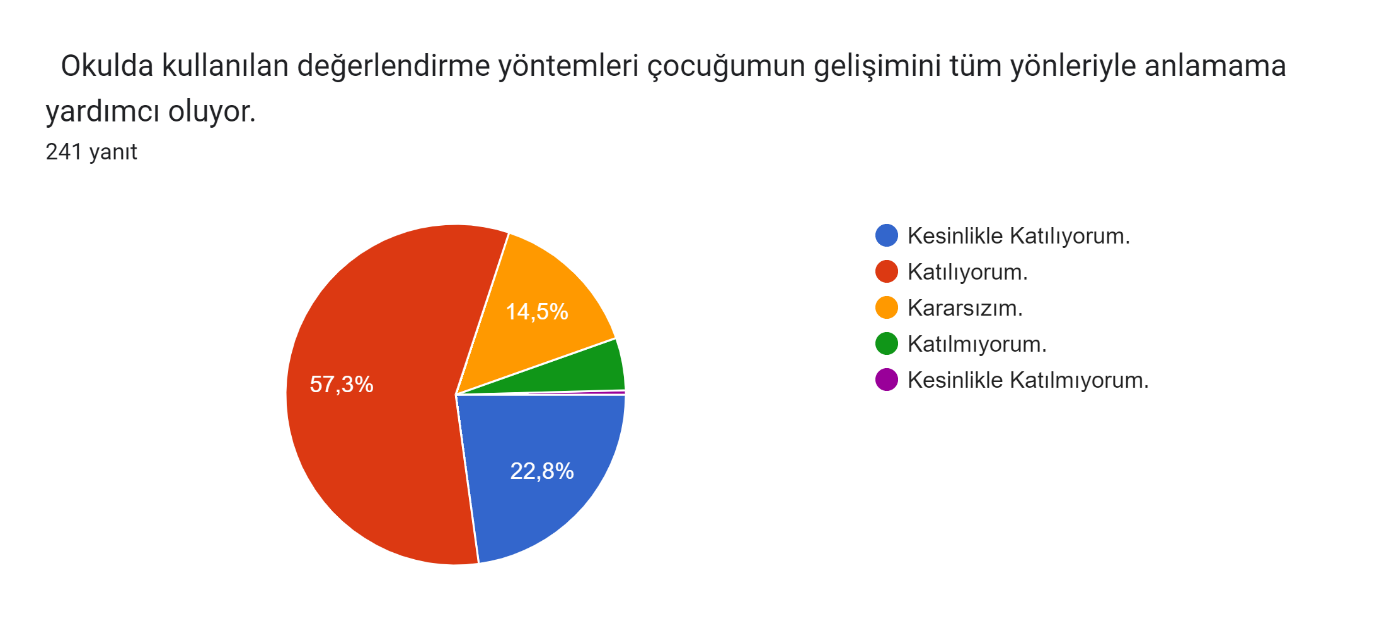 Okulda kullanılan değerlendirme yöntemleri çocuğumun gelişimini tüm yönleriyle anlamama
yardımcı oluyor.
241 yanıt
Kesinlikle Katılıyorum.
Katılıyorum.
Kararsızım.
Katılmıyorum.
Kesinlikle Katılmıyorum.
14,5%
57,3%
22,8%